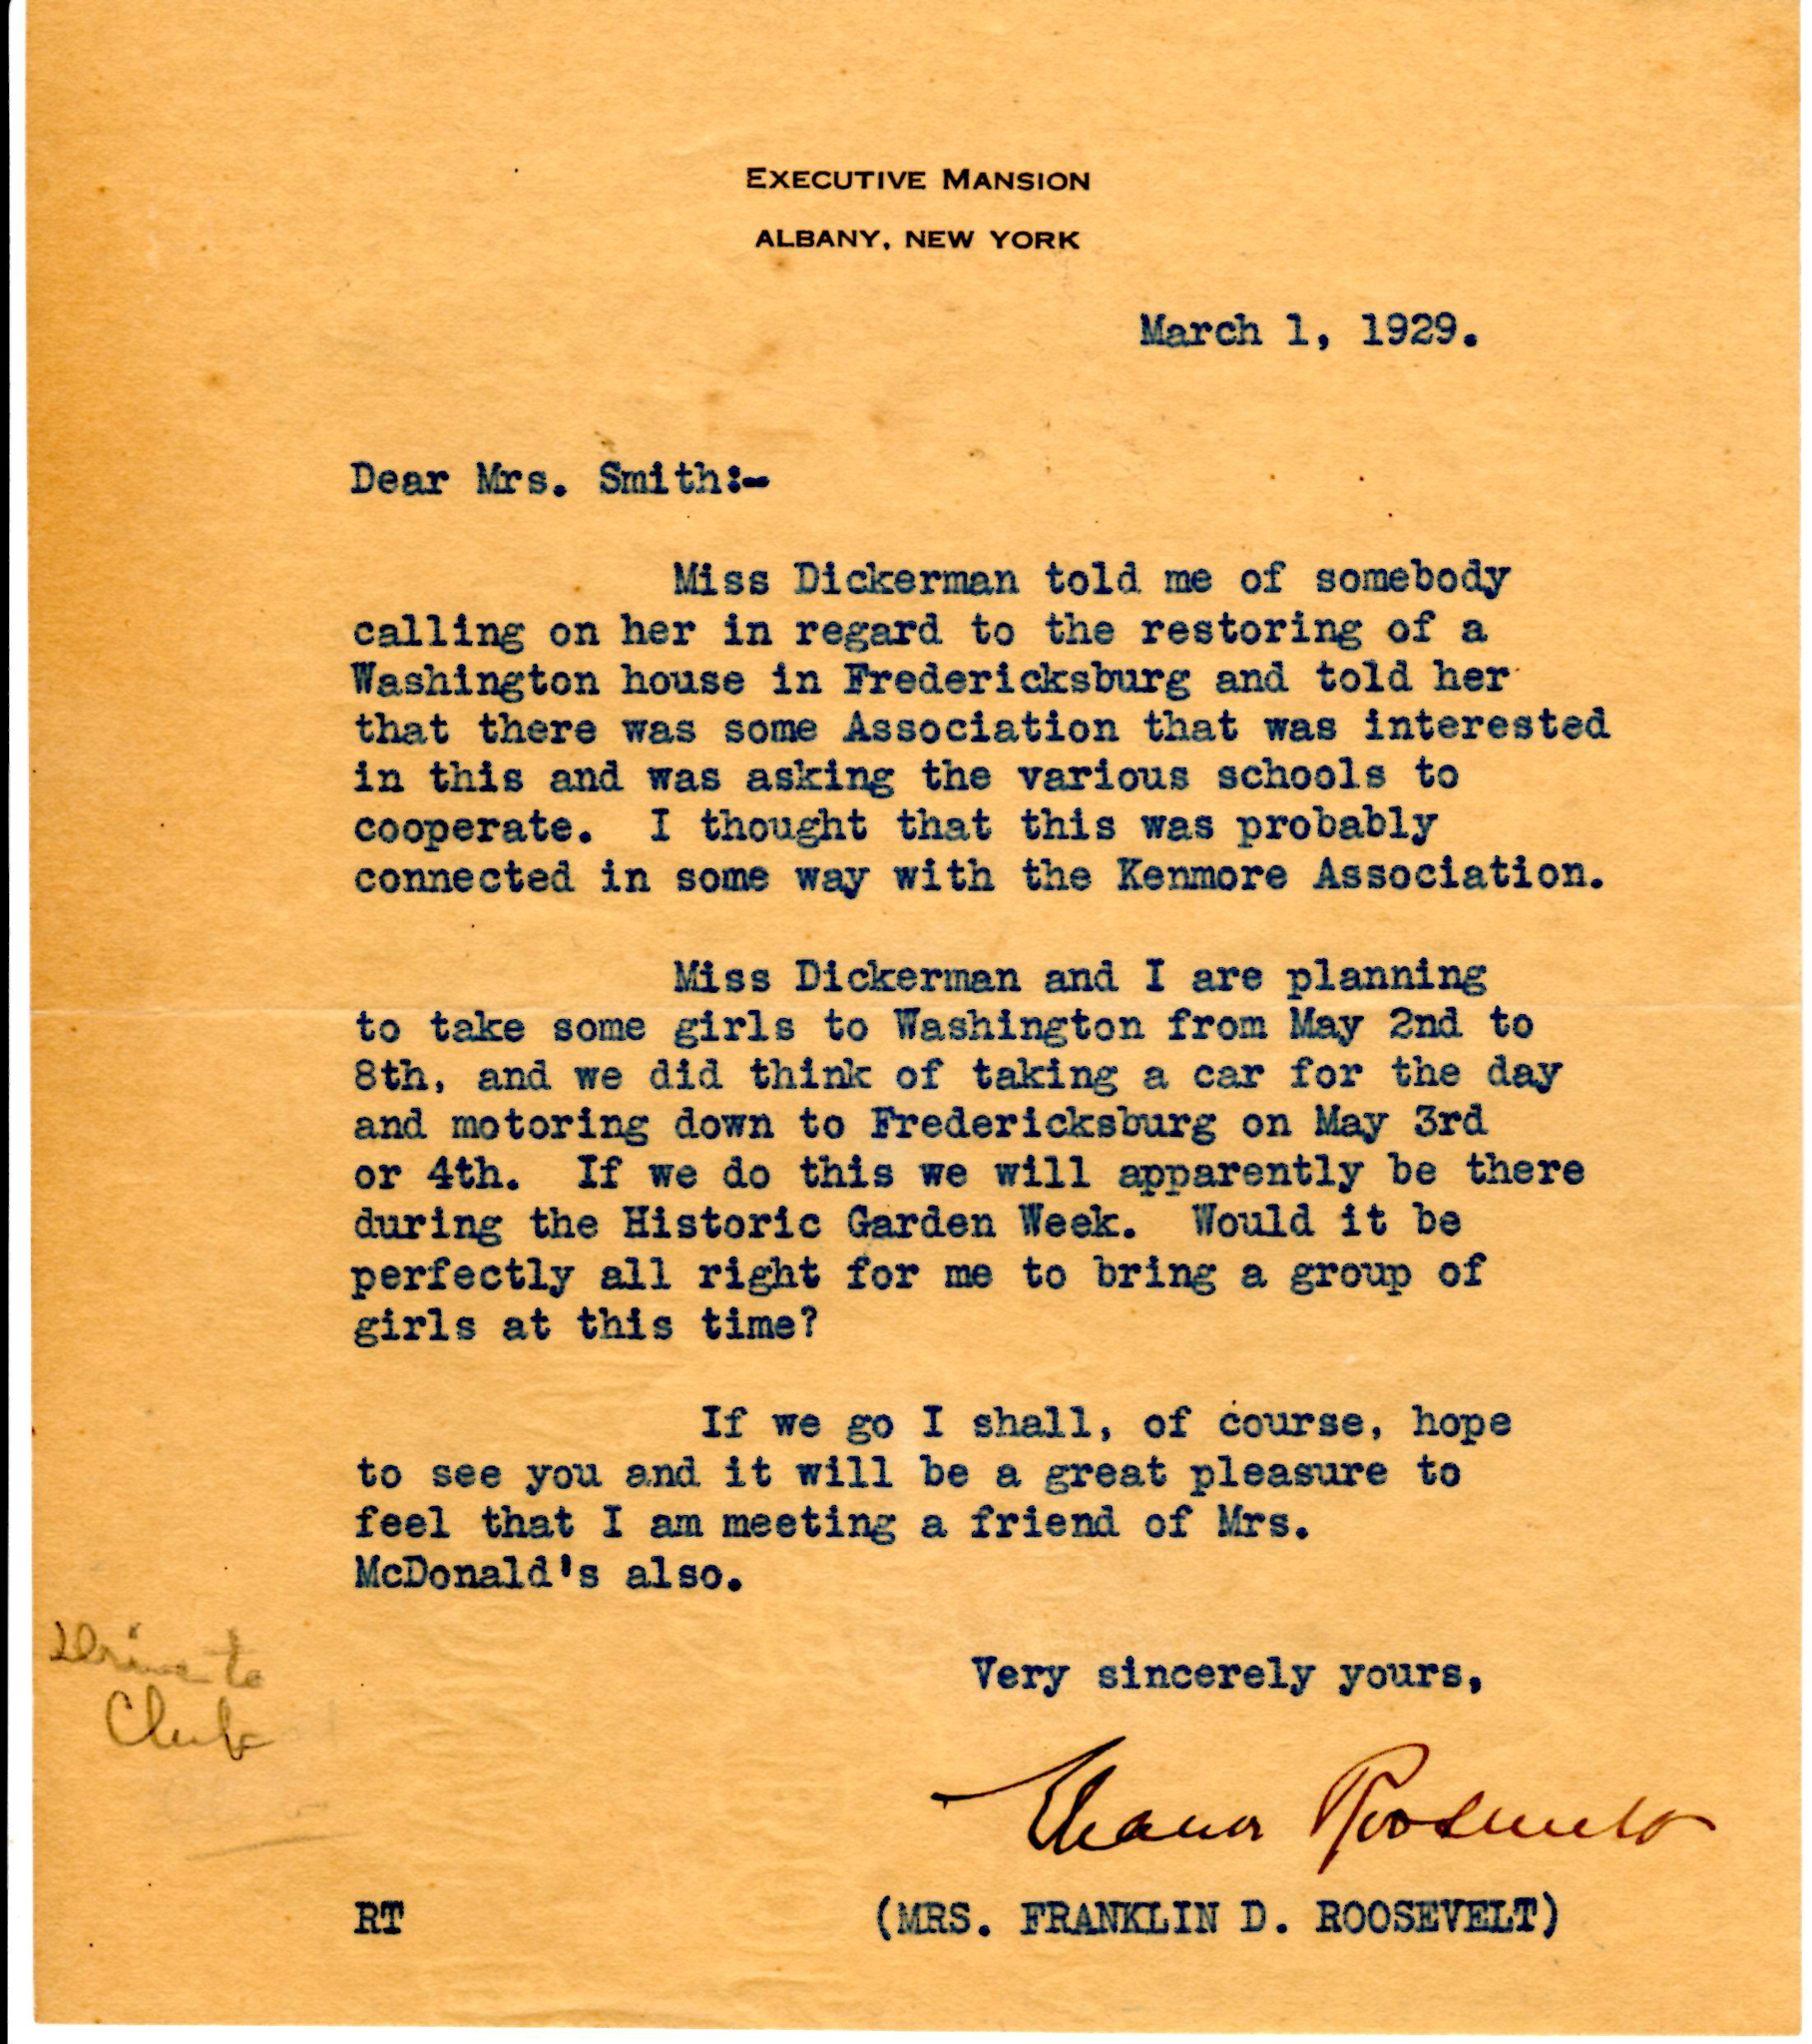 EXECUTIVE MANSION
ALBANY, NEW YORK
March 1, 1929.
Dear Mrs. Smith:-
Miss Dickerman told me of somebody
calling on her in regard to the restoring of a
Washington house in Fredericksburg and told her
that there was some Association that was interested
in this and was asking the various schools to
cooperate. I thought that this was probably
connected in some way with the Kenmore Association.
Miss Dickerman and I are planning
to take some girls to Washington from May 2nd to
8th, and we did think of taking a car for the day
and motoring down to Fredericksburg on May 3rd
or 4th. If we do this we will apparently be there
during the Historic Garden Week. Would it be
perfectly all right for me to bring a group of
girls at this time?
If we go I shall, of course, hope
to see you and it will be a great pleasure to
feel that I am meeting a friend of Mrs.
McDonald's also.
Drive to
Club
Very sincerely yours,
Eleanor Roosevelt
RT (MRS. FRANKLIN D. ROOSEVELT)